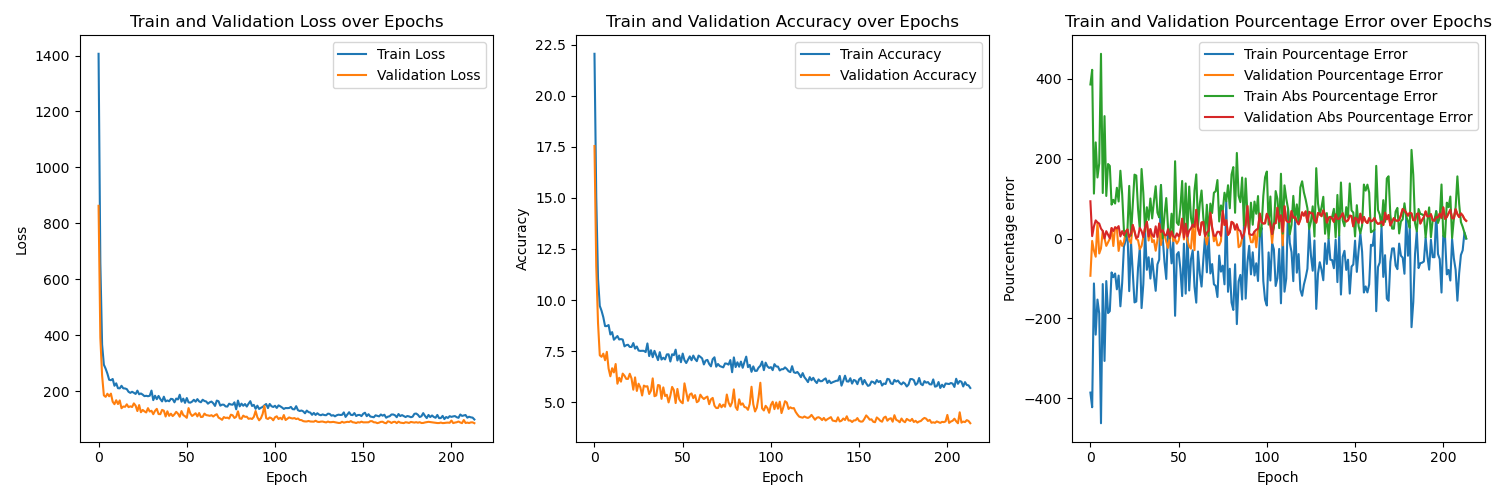 Train and Validation Loss over Epochs
Loss
1400
1200
1000
800
600
400
200
0
50
100
150
200
Epoch
Train Loss
Validation Loss
Train and Validation Accuracy over Epochs
Accuracy
22.5
20.0
17.5
15.0
12.5
10.0
7.5
5.0
0
50
100
150
200
Epoch
Train Accuracy
Validation Accuracy
Train and Validation Pourcentage Error over Epochs
Pourcentage error
400
200
0
−200
−400
0
50
100
150
200
Epoch
Train Pourcentage Error
Validation Pourcentage Error
Train Abs Pourcentage Error
Validation Abs Pourcentage Error